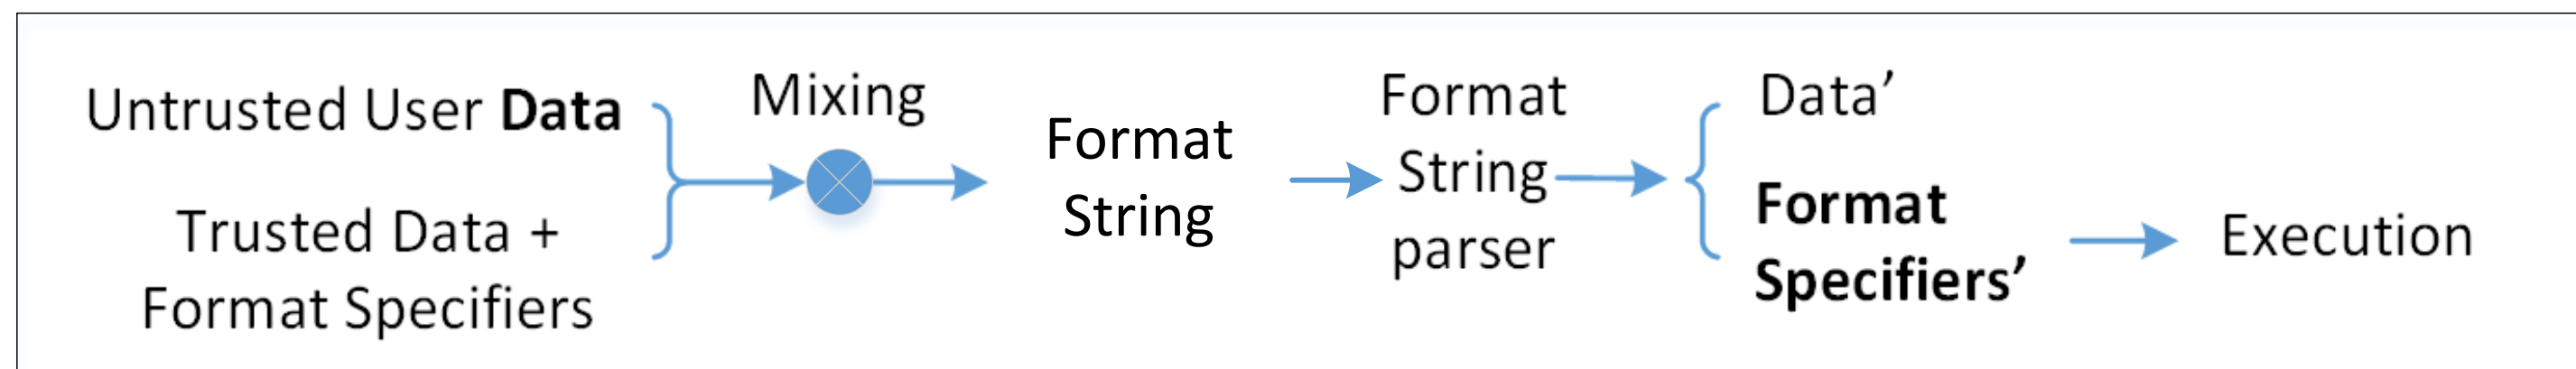 Untrusted User Data
Trusted Data +
Format Specifiers
Mixing
Format
String
Format
String
parser
Data’
Format
Specifiers’
Execution